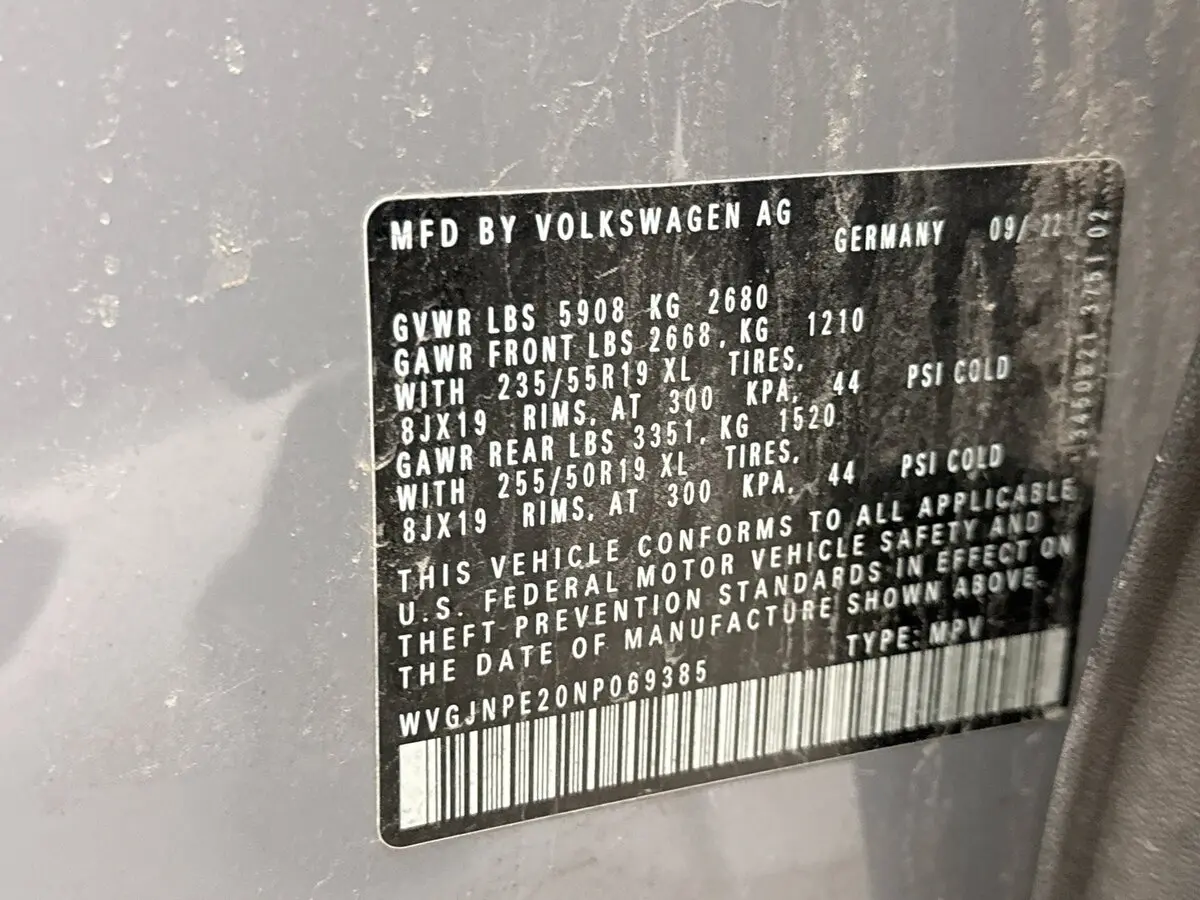 MFD BY VOLKSWAGEN AG GERMANY 09/ 22
GVWR LBS 5908 KG 2680
GAWR FRONT LBS 2668, KG 1210
WITH 235/55R19 XL TIRES,
8JX19 RIMS, AT 300 KPA, 44 PSI COLD
GAWR REAR LBS 3351, KG 1520
WITH 255/50R19 XL TIRES,
8JX19 RIMS, AT 300 KPA, 44 PSI COLD
THIS VEHICLE CONFORMS TO ALL APPLICABLE
U.S. FEDERAL MOTOR VEHICLE SAFETY AND
THEFT PREVENTION STANDARDS IN EFFECT ON
THE DATE OF MANUFACTURE SHOWN ABOVE.
TYPE: MPV
WVGJNPE20NP069385